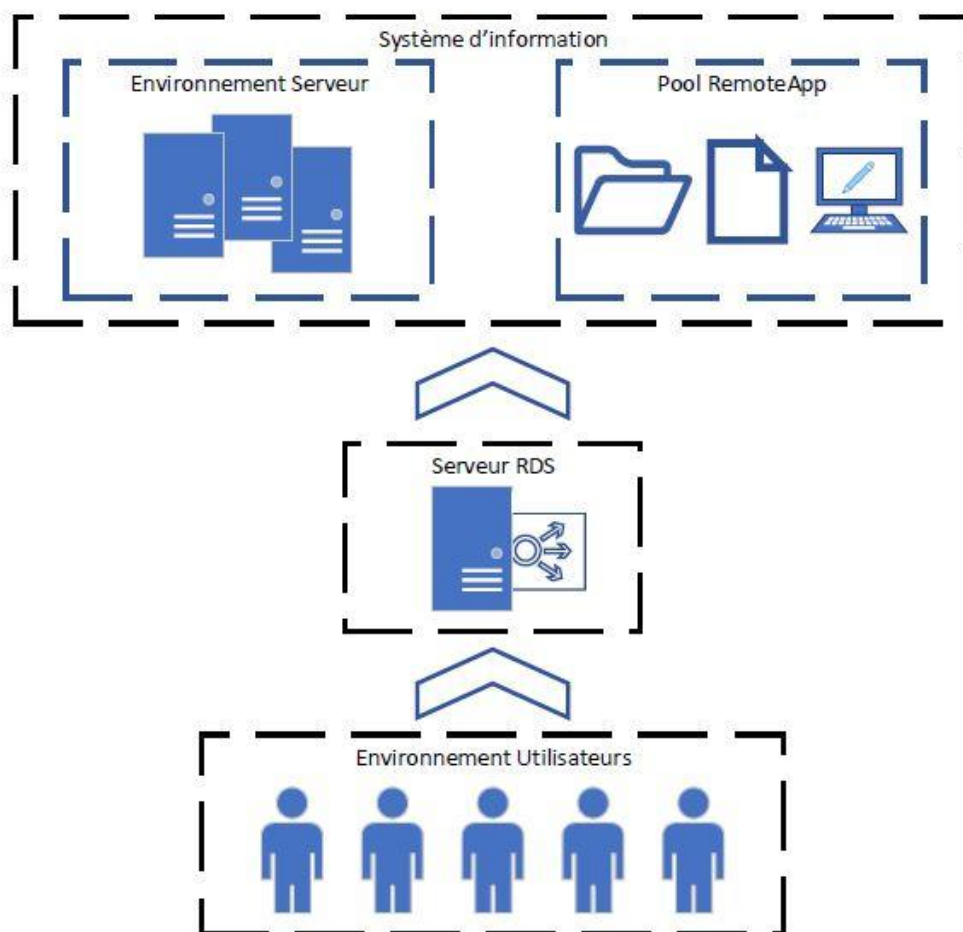 Système d'information
Environnement Serveur
Pool RemoteApp
Serveur RDS
Environnement Utilisateurs